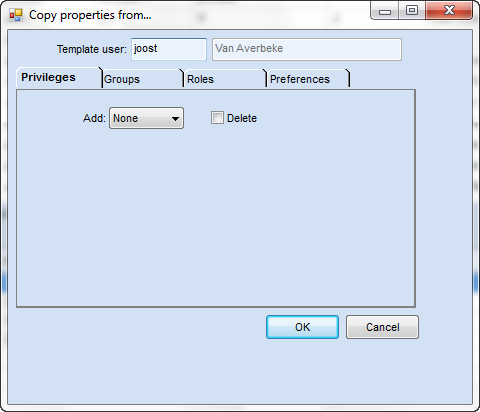 Copy properties from...
Template user: joost Van Averbeke
Privileges Groups Roles Preferences
Add: None Delete
OK Cancel